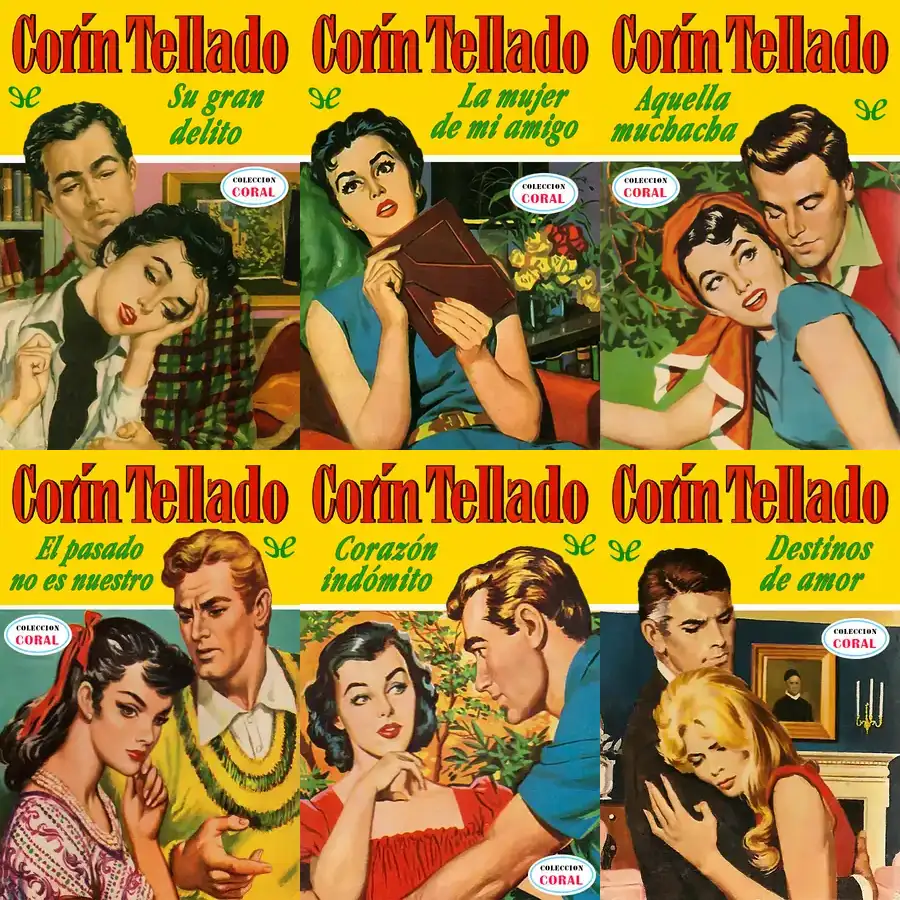 Corín Tellado
Su gran
delito
COLECCION
CORAL
Corín Tellado
La mujer
de mi amigo
COLECCION
CORAL
Corín Tellado
Aquella
muchacha
COLECCION
CORAL
Corín Tellado
El pasado
no es nuestro
COLECCION
CORAL
Corín Tellado
Corazón
indómito
COLECCION
CORAL
Corín Tellado
Destinos
de amor
COLECCION
CORAL